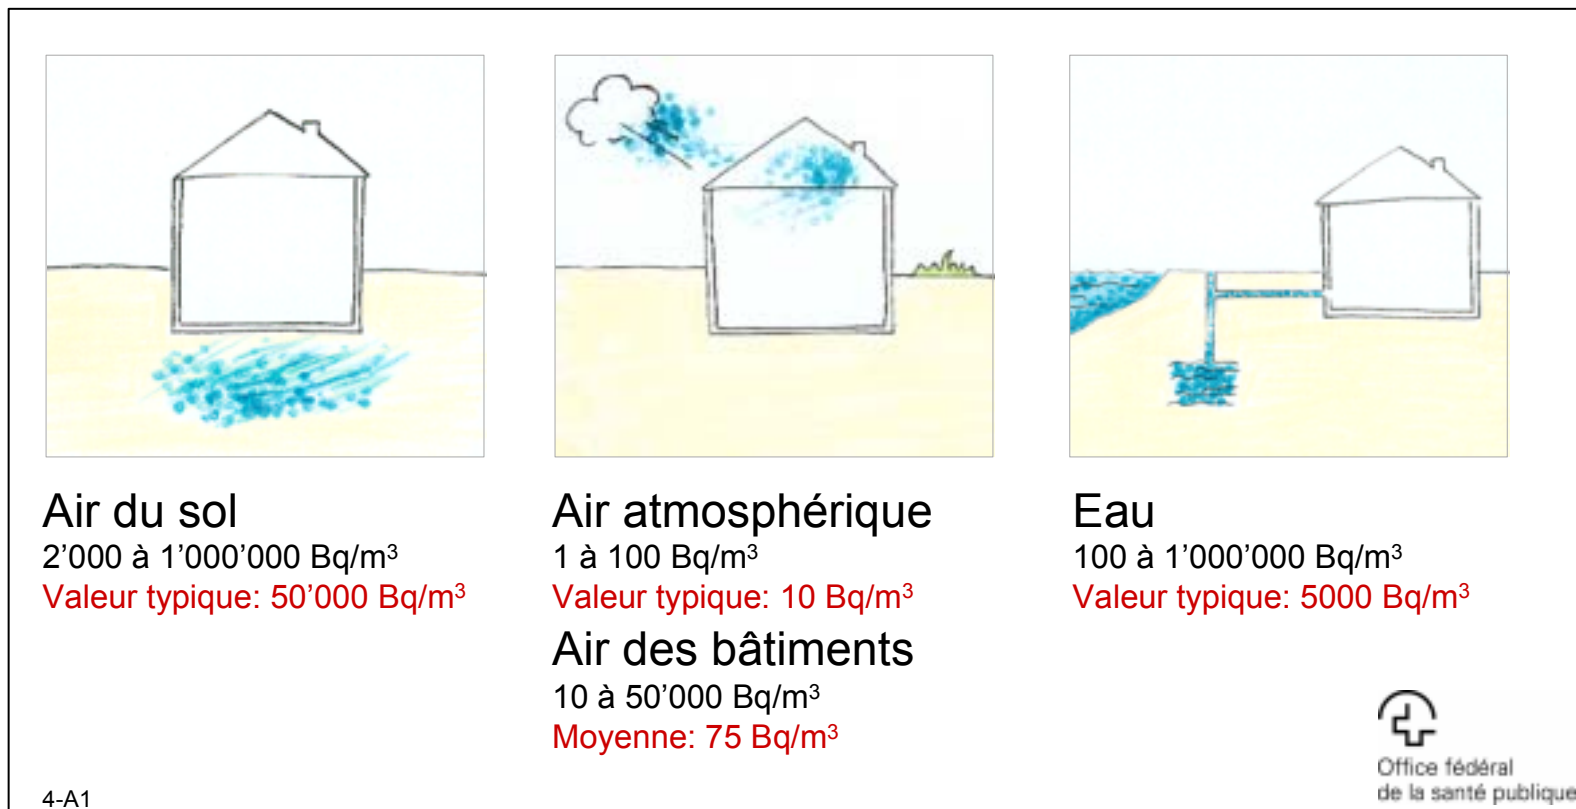 Air du sol
2’000 à 1’000’000 Bq/m³
Valeur typique: 50’000 Bq/m³
Air atmosphérique
1 à 100 Bq/m³
Valeur typique: 10 Bq/m³
Air des bâtiments
10 à 50’000 Bq/m³
Moyenne: 75 Bq/m³
Eau
100 à 1’000’000 Bq/m³
Valeur typique: 5000 Bq/m³
Office fédéral
de la santé publique
4-A1